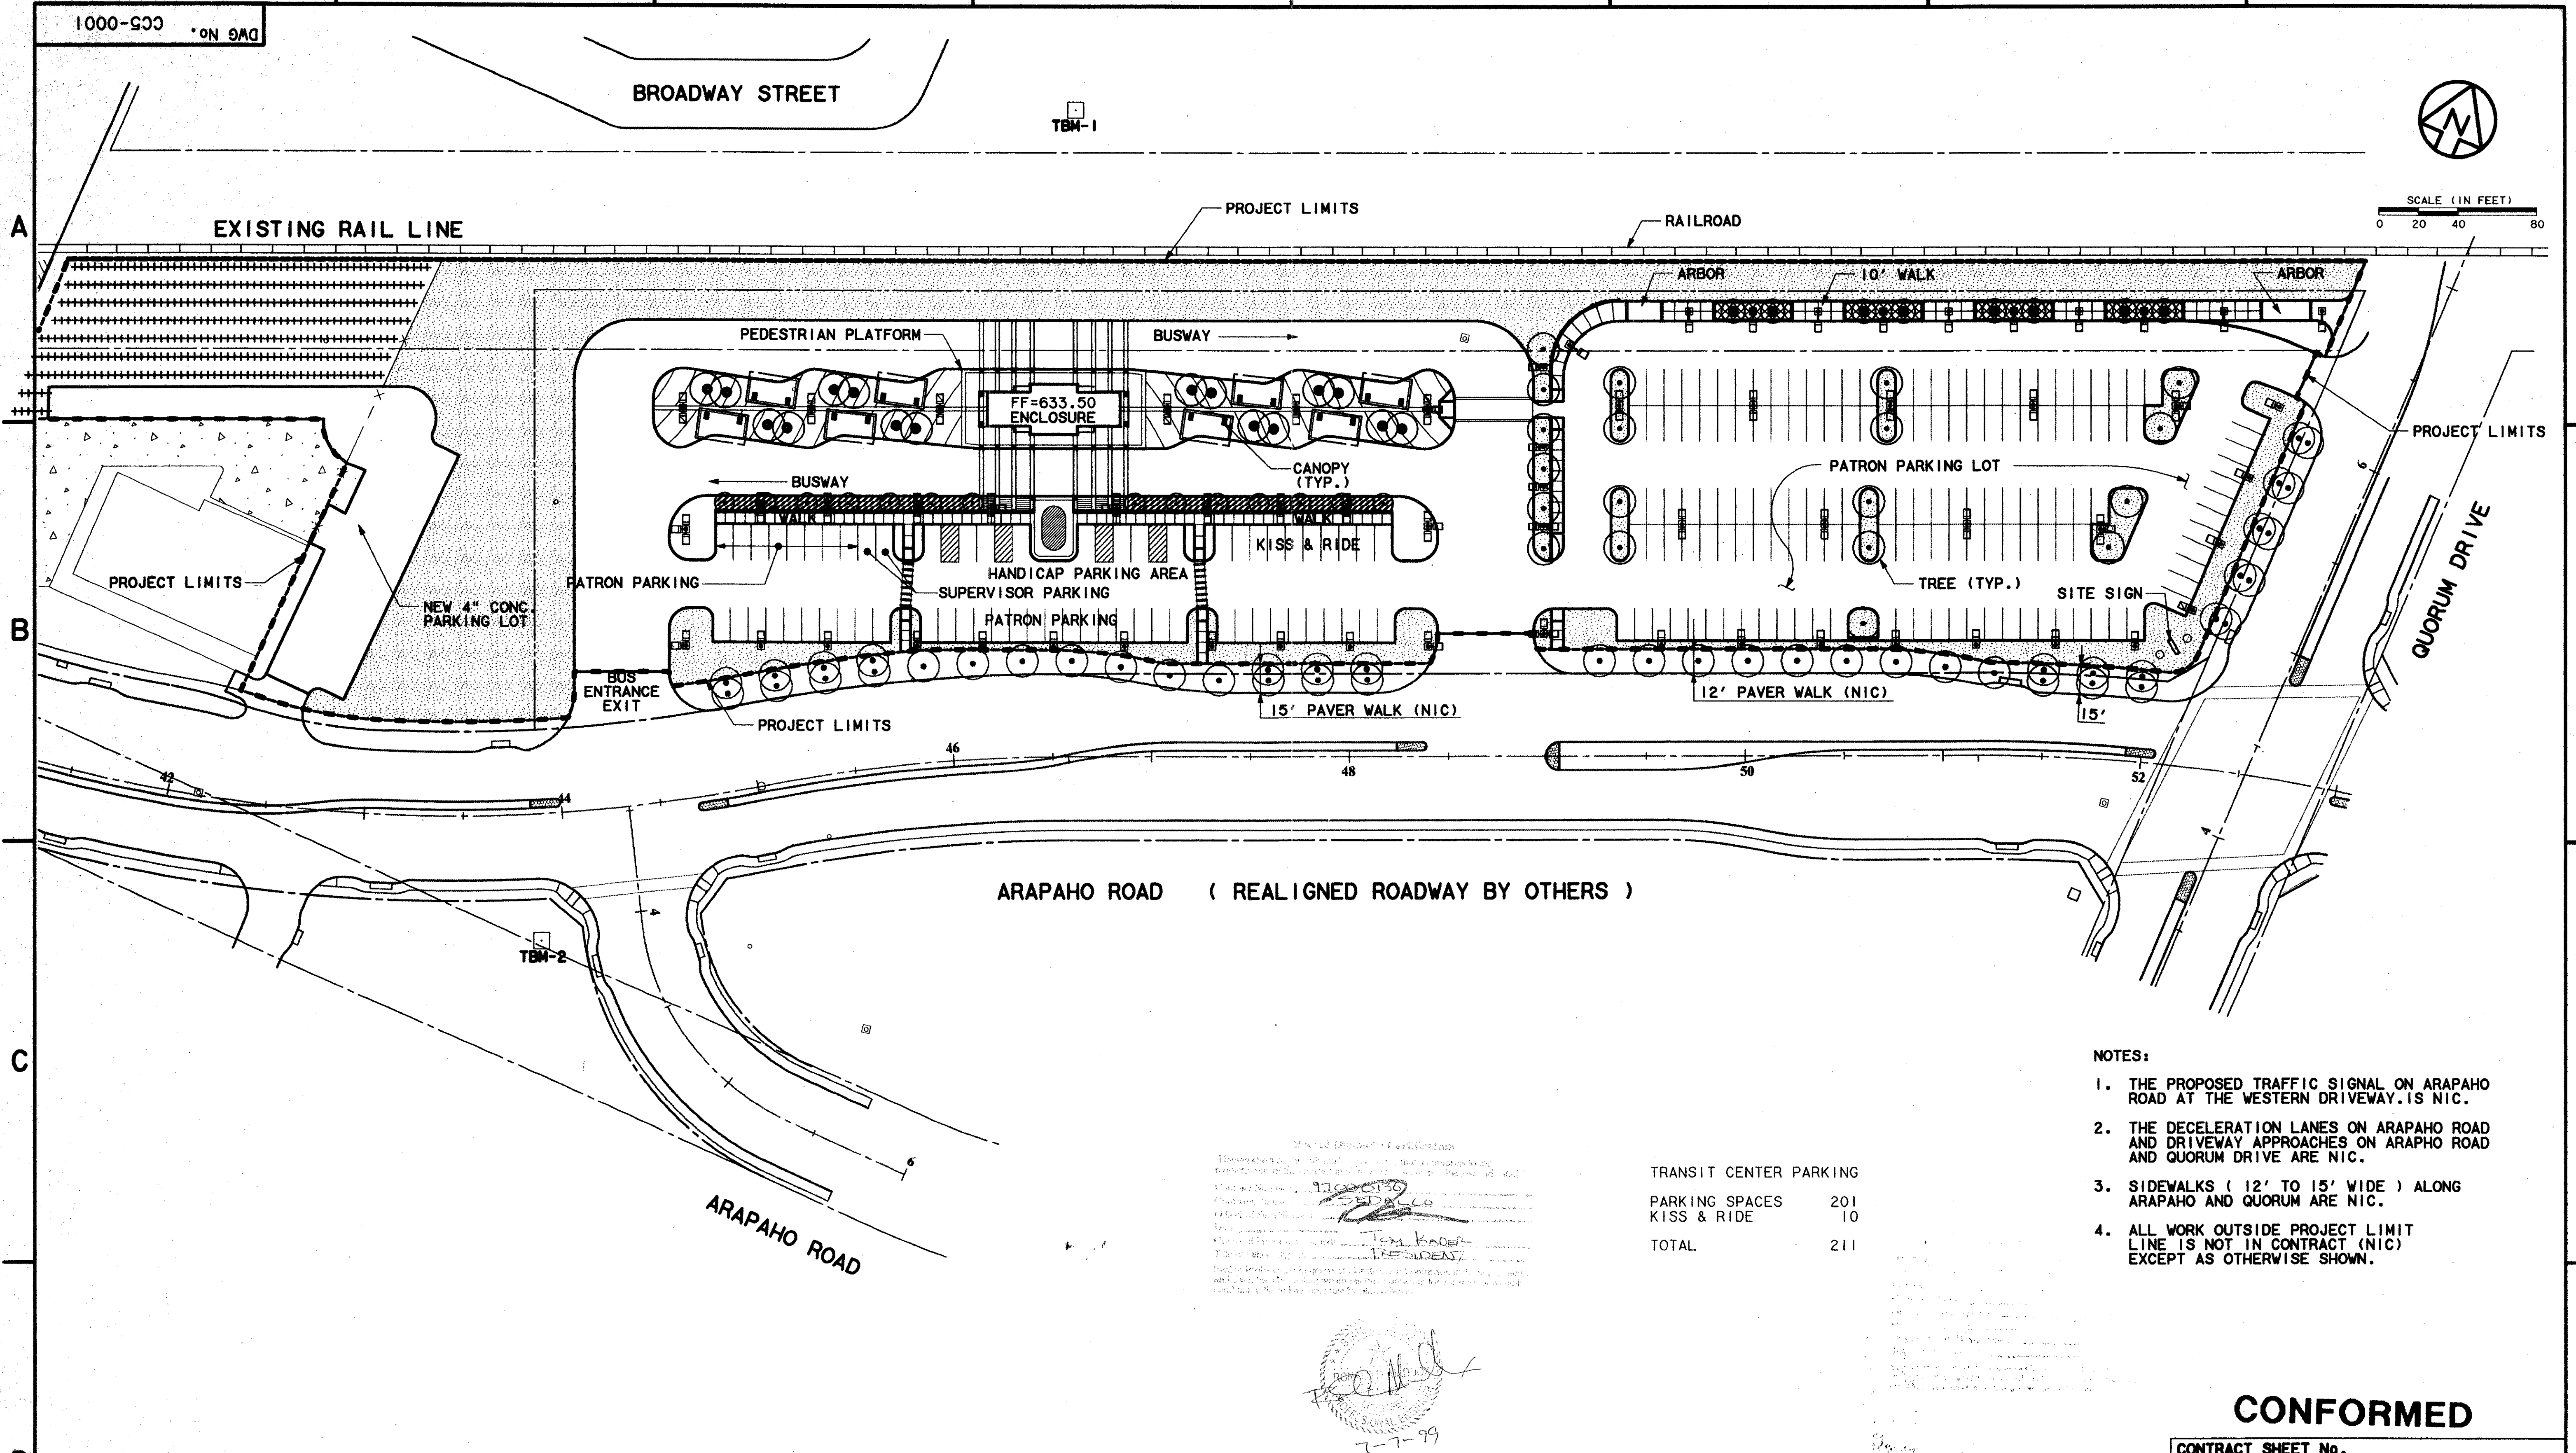 DWG No. CC5-0001
BROADWAY STREET
TBM-1
N
SCALE (IN FEET)
0 20 40 80
A
EXISTING RAIL LINE
PROJECT LIMITS
RAILROAD
ARBOR
10' WALK
ARBOR
PEDESTRIAN PLATFORM
BUSWAY
FF=633.50
ENCLOSURE
PROJECT LIMITS
CANOPY
(TYP.)
PATRON PARKING LOT
BUSWAY
6
WALK
WALK
KISS & RIDE
QUORUM DRIVE
PROJECT LIMITS
PATRON PARKING
HANDICAP PARKING AREA
SUPERVISOR PARKING
TREE (TYP.)
SITE SIGN
NEW 4" CONC.
PARKING LOT
B
PATRON PARKING
BUS
ENTRANCE
EXIT
PROJECT LIMITS
15' PAVER WALK (NIC)
12' PAVER WALK (NIC)
15'
42
44
46
48
50
52
4
4
ARAPAHO ROAD ( REALIGNED ROADWAY BY OTHERS )
TBM-2
C
6
ARAPAHO ROAD
NOTES:
1. THE PROPOSED TRAFFIC SIGNAL ON ARAPAHO
ROAD AT THE WESTERN DRIVEWAY.IS NIC.
2. THE DECELERATION LANES ON ARAPAHO ROAD
AND DRIVEWAY APPROACHES ON ARAPHO ROAD
AND QUORUM DRIVE ARE NIC.
3. SIDEWALKS ( 12' TO 15' WIDE ) ALONG
ARAPAHO AND QUORUM ARE NIC.
4. ALL WORK OUTSIDE PROJECT LIMIT
LINE IS NOT IN CONTRACT (NIC)
EXCEPT AS OTHERWISE SHOWN.
TRANSIT CENTER PARKING
PARKING SPACES 201
KISS & RIDE 10
TOTAL 211
SEDALCO
TOM KADER
PRESIDENT
7-7-99
CONFORMED
CONTRACT SHEET No.